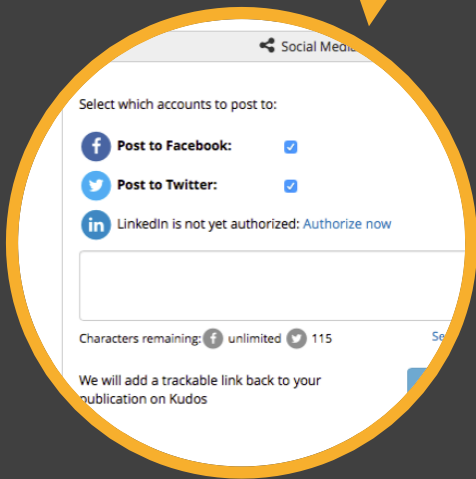 Social Media
Select which accounts to post to:
Post to Facebook:
Post to Twitter:
in LinkedIn is not yet authorized: Authorize now
Characters remaining: f unlimited 115
We will add a trackable link back to your
publication on Kudos